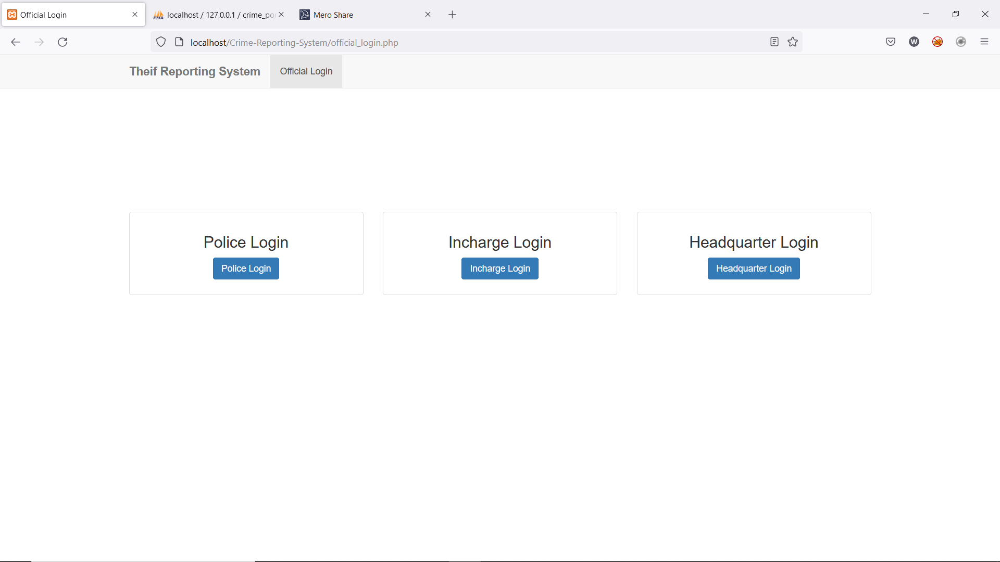 Official Login
localhost / 127.0.0.1 / crime_por
Mero Share
localhost/Crime-Reporting-System/official_login.php
W
Theif Reporting System
Official Login
Police Login
Police Login
Incharge Login
Incharge Login
Headquarter Login
Headquarter Login